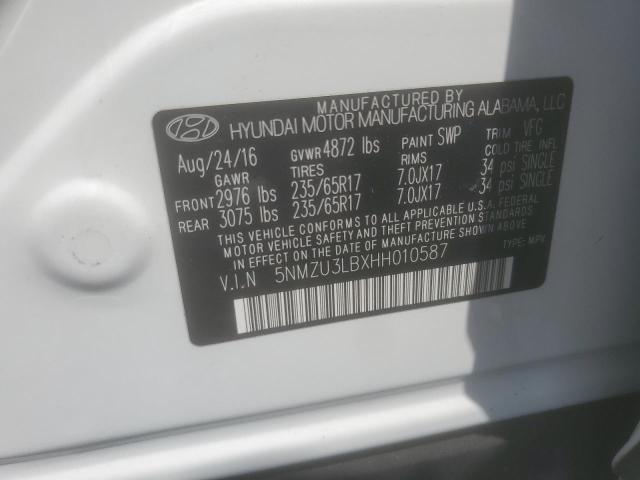 MANUFACTURED BY
HYUNDAI MOTOR MANUFACTURING ALABAMA, LLC
Aug/24/16 GVWR 4872 lbs PAINT SWP TRIM VFG
GAWR TIRES RIMS COLD TIRE INFL
FRONT 2976 lbs 235/65R17 7.0JX17 34 psi SINGLE
REAR 3075 lbs 235/65R17 7.0JX17 34 psi SINGLE
THIS VEHICLE CONFORMS TO ALL APPLICABLE U.S.A. FEDERAL
MOTOR VEHICLE SAFETY AND THEFT PREVENTION STANDARDS
IN EFFECT ON THE DATE OF MANUFACTURE SHOWN ABOVE
V.I.N 5NMZU3LBXHH010587 TYPE: MPV